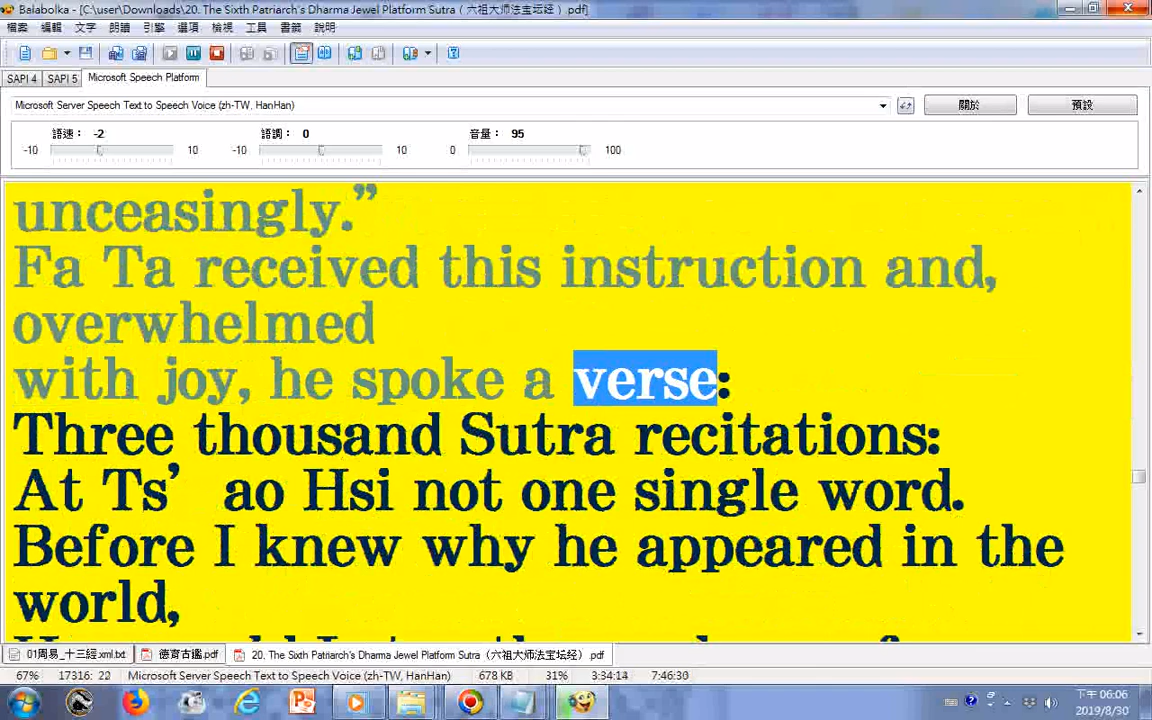 Balabolka - [C:\user\Downloads\20. The Sixth Patriarch's Dharma Jewel Platform Sutra（六祖大师法宝坛经）pdf]
檔案 編輯 文字 朗讀 引擎 選項 檢視 工具 書籤 說明
SAPI 4 SAPI 5 Microsoft Speech Platform
Microsoft Server Speech Text to Speech Voice (zh-TW, HanHan) 關於 預設
語速： -2 語調： 0 音量： 95
-10 10 -10 10 0 100
unceasingly.”
Fa Ta received this instruction and,
overwhelmed
with joy, he spoke a verse:
Three thousand Sutra recitations:
At Ts’ ao Hsi not one single word.
Before I knew why he appeared in the
world,
01周易_十三經.xml.txt 德育古鑑.pdf 20. The Sixth Patriarch's Dharma Jewel Platform Sutra（六祖大师法宝坛经）.pdf
67% 17316: 22 Microsoft Server Speech Text to Speech Voice (zh-TW, HanHan) 678 KB 31% 3:34:14 7:46:30
下午 06:06
2019/8/30